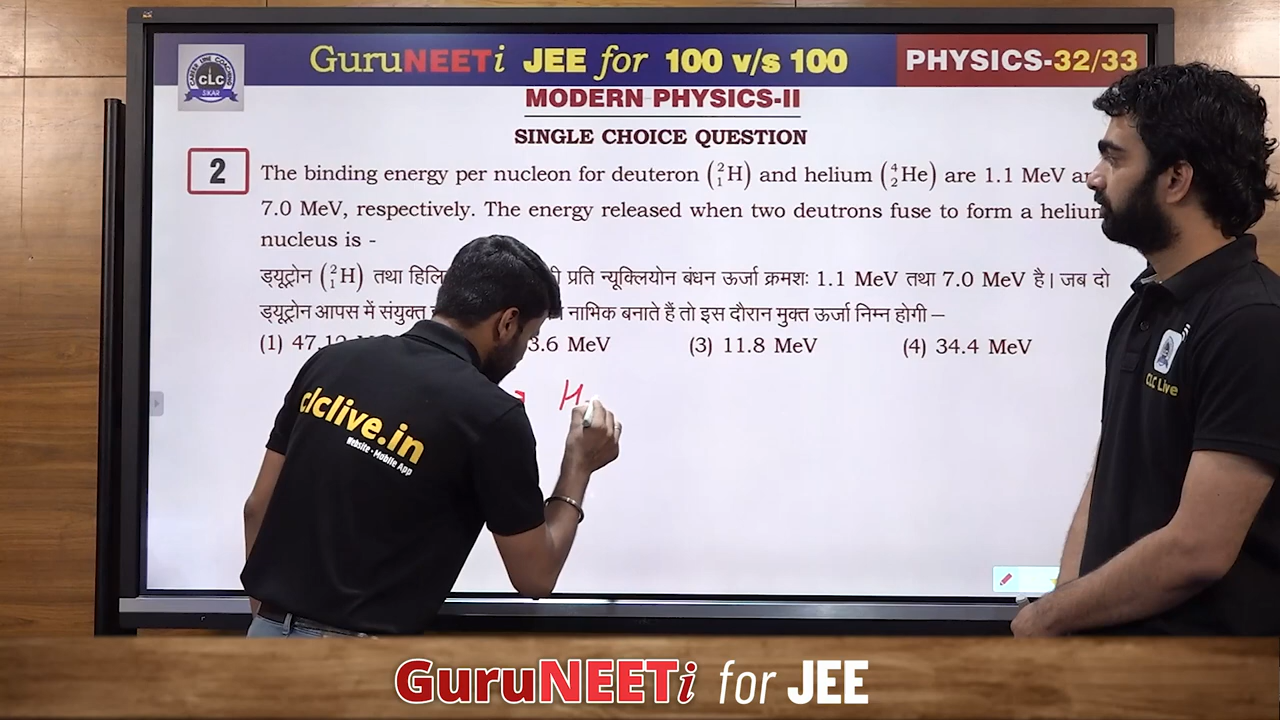 GuruNEETi JEE for 100 v/s 100
PHYSICS-32/33
CLC
SIKAR
MODERN PHYSICS-II
SINGLE CHOICE QUESTION
2
The binding energy per nucleon for deuteron (²₁H) and helium (⁴₂He) are 1.1 MeV
7.0 MeV, respectively. The energy released when two deutrons fuse to form a helium
nucleus is -
ड्यूट्रोन (²₁H) तथा प्रति न्यूक्लियोन बंधन ऊर्जा क्रमशः 1.1 MeV तथा 7.0 MeV है। जब दो
ड्यूट्रोन आपस में संयुक्त नाभिक बनाते हैं तो इस दौरान मुक्त ऊर्जा निम्न होगी –
(1) 3.6 MeV (3) 11.8 MeV (4) 34.4 MeV
clclive.in
Website • Mobile App
CLC Live
GuruNEETi for JEE